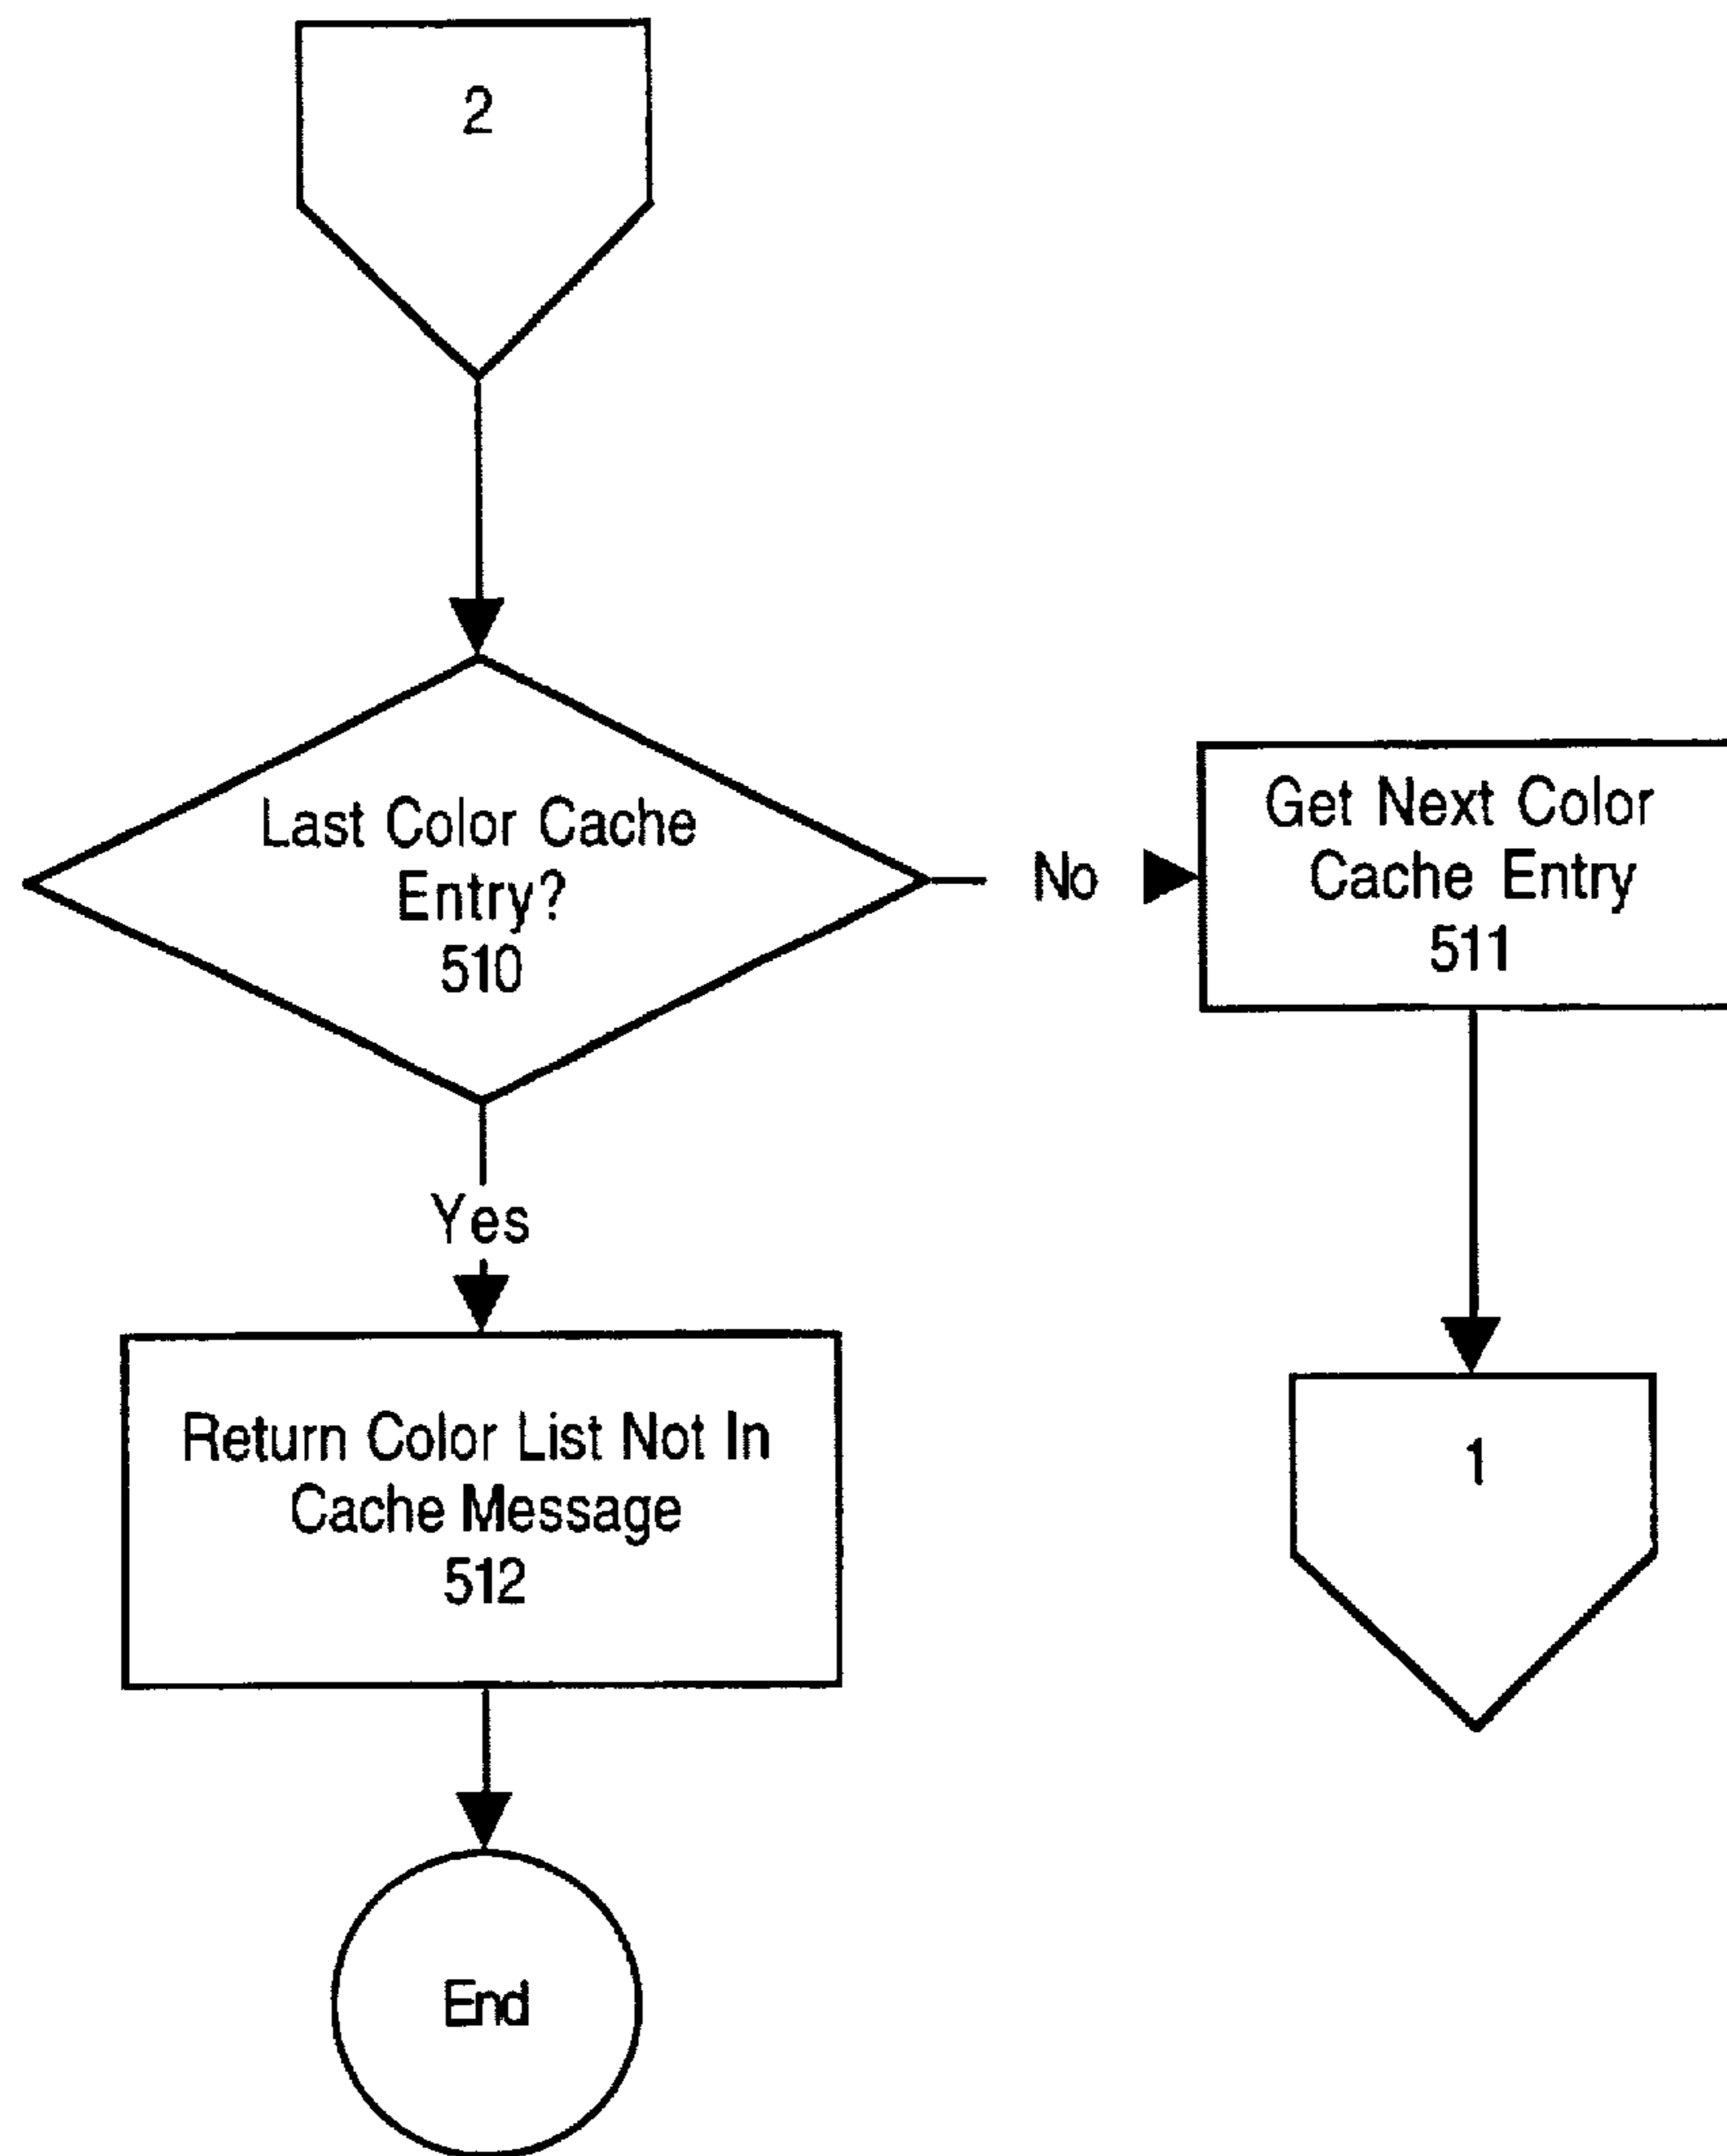 2
Last Color Cache
Entry?
510
No
Get Next Color
Cache Entry
511
Yes
Return Color List Not In
Cache Message
512
1
End